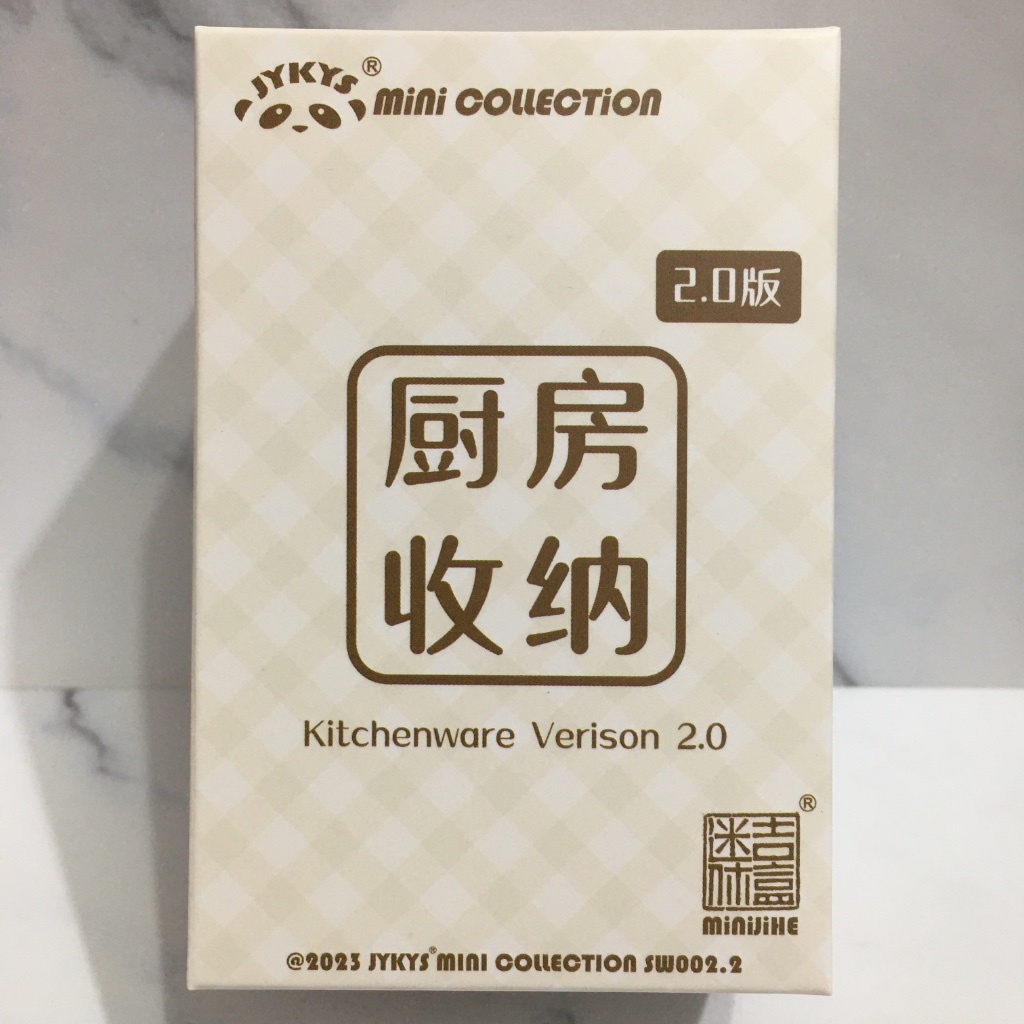 JYKYS®
MiNi COLLECTiON
2.0版
厨房
收纳
Kitchenware Verison 2.0
®
迷吉
你盒
MiNiJiHE
@2023 JYKYS® MINI COLLECTION SW002.2